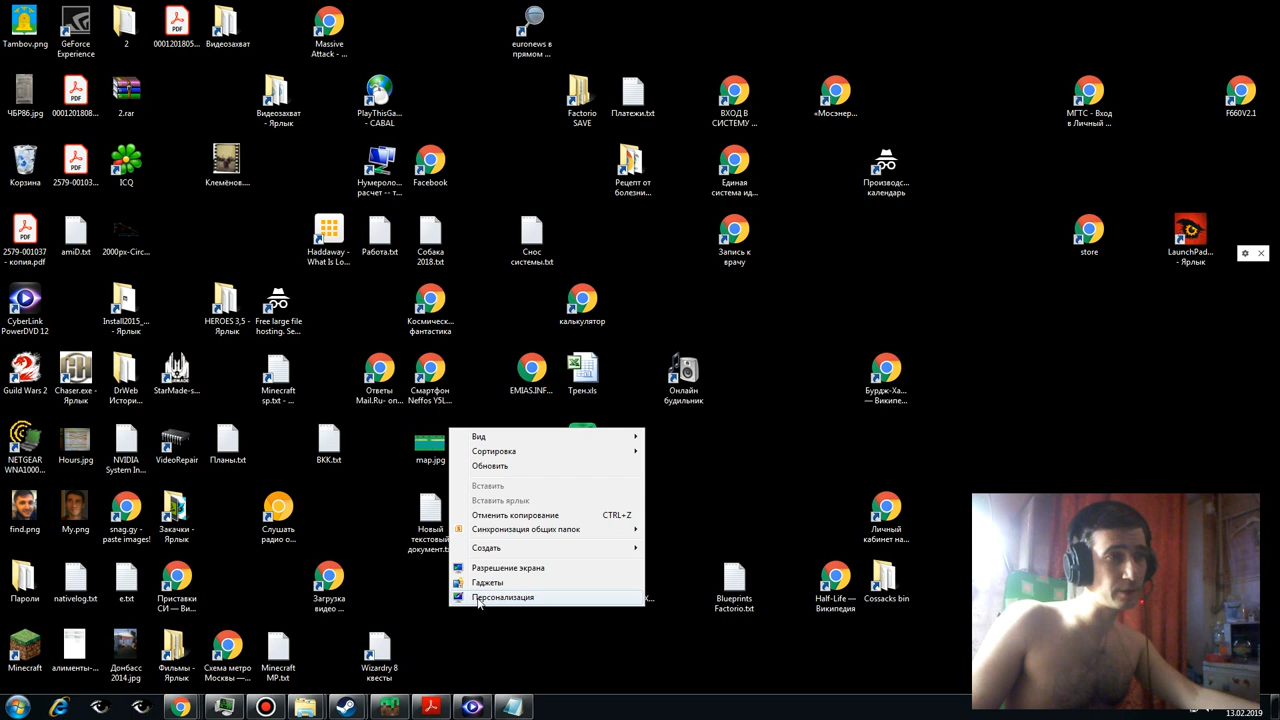 Tambov.png
GeForce
Experience
2
0001201805...
Видеозахват
Massive
Attack - ...
euronews в
прямом ...
ЧБР86.jpg
0001201808...
2.rar
Видеозахват
- Ярлык
PlayThisGa...
- CABAL
Factorio
SAVE
Платежи.txt
ВХОД В
СИСТЕМУ ...
«Мосэнер...
МГТС - Вход
в Личный ...
F660V2.1
Корзина
2579-00103...
ICQ
Клемёнов....
Нумероло...
расчет -- т...
Facebook
Рецепт от
болезни...
Единая
система ид...
Производс...
календарь
2579-001037
- копия.pdf
amiD.txt
2000px-Circ...
Haddaway -
What Is Lo...
Работа.txt
Собака
2018.txt
Снос
системы.txt
Запись к
врачу
store
LaunchPad...
- Ярлык
CyberLink
PowerDVD 12
Install2015_...
- Ярлык
HEROES 3,5 -
Ярлык
Free large file
hosting. Se...
Космическ...
фантастика
калькулятор
Guild Wars 2
Chaser.exe -
Ярлык
DrWeb
Истори...
StarMade-s...
Minecraft
sp.txt - ...
Ответы
Mail.Ru- on...
Смартфон
Neffos Y5L...
EMIAS.INF...
Трен.xls
Онлайн
будильник
Бурдж-Ха...
— Википе...
NETGEAR
WNA1000...
Hours.jpg
NVIDIA
System In...
VideoRepair
Планы.txt
ВКК.txt
map.jpg
Вид
Сортировка
Обновить
Вставить
Вставить ярлык
Отменить копирование CTRL+Z
Синхронизация общих папок
Создать
Разрешение экрана
Гаджеты
Персонализация
find.png
My.png
snag.gy -
paste images!
Закачки -
Ярлык
Слушать
радио о...
Новый
текстовый
документ.t
Личный
кабинет на...
Пароли
nativelog.txt
e.txt
Приставки
СИ — Ви...
Загрузка
видео ...
Blueprints
Factorio.txt
Half-Life —
Википедия
Cossacks bin
Minecraft
алименты-...
Донбасс
2014.jpg
Фильмы -
Ярлык
Схема метро
Москвы —...
Minecraft
MP.txt
Wizardry 8
квесты
13.02.2019